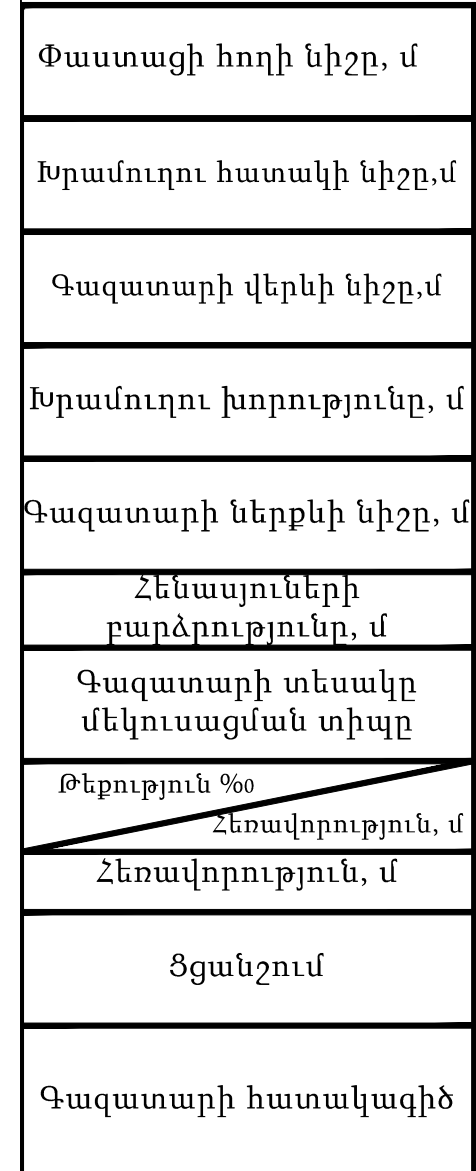 Փաստացի հողի նիշը, մ
Խրամուղու հատակի նիշը,մ
Գազատարի վերևի նիշը,մ
Խրամուղու խորությունը, մ
Գազատարի ներքևի նիշը, մ
Հենասյուների
բարձրությունը, մ
Գազատարի տեսակը
մեկուսացման տիպը
Թեքություն ‰
Հեռավորություն, մ
Հեռավորություն, մ
Ցցանշում
Գազատարի հատակագիծ